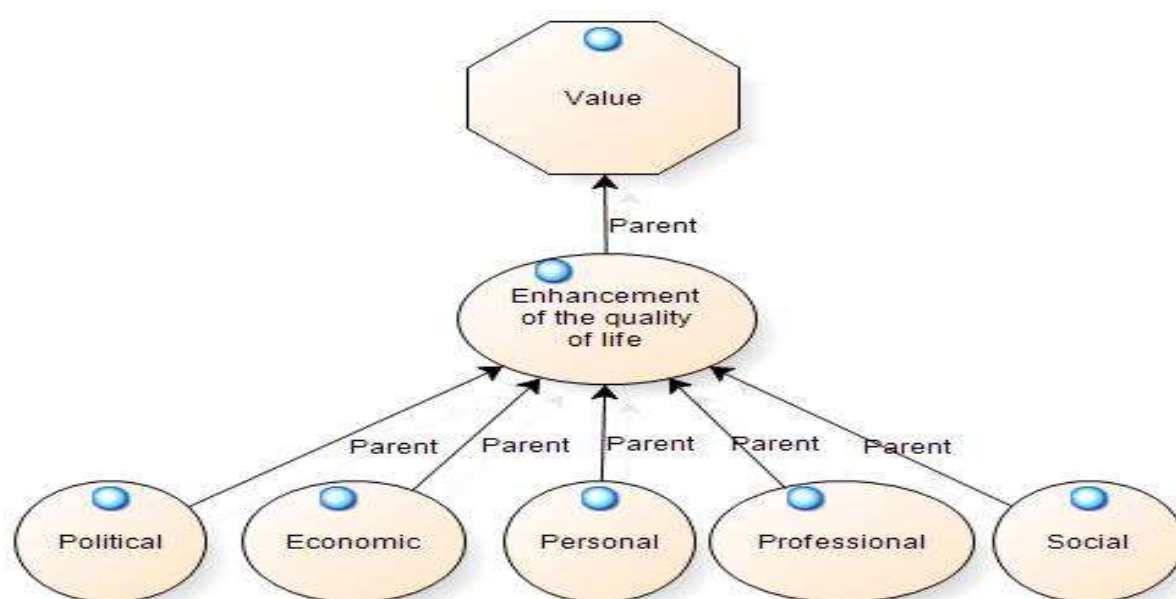 Value
Parent
Enhancement
of the quality
of life
Parent
Parent
Parent
Parent
Parent
Political
Economic
Personal
Professional
Social